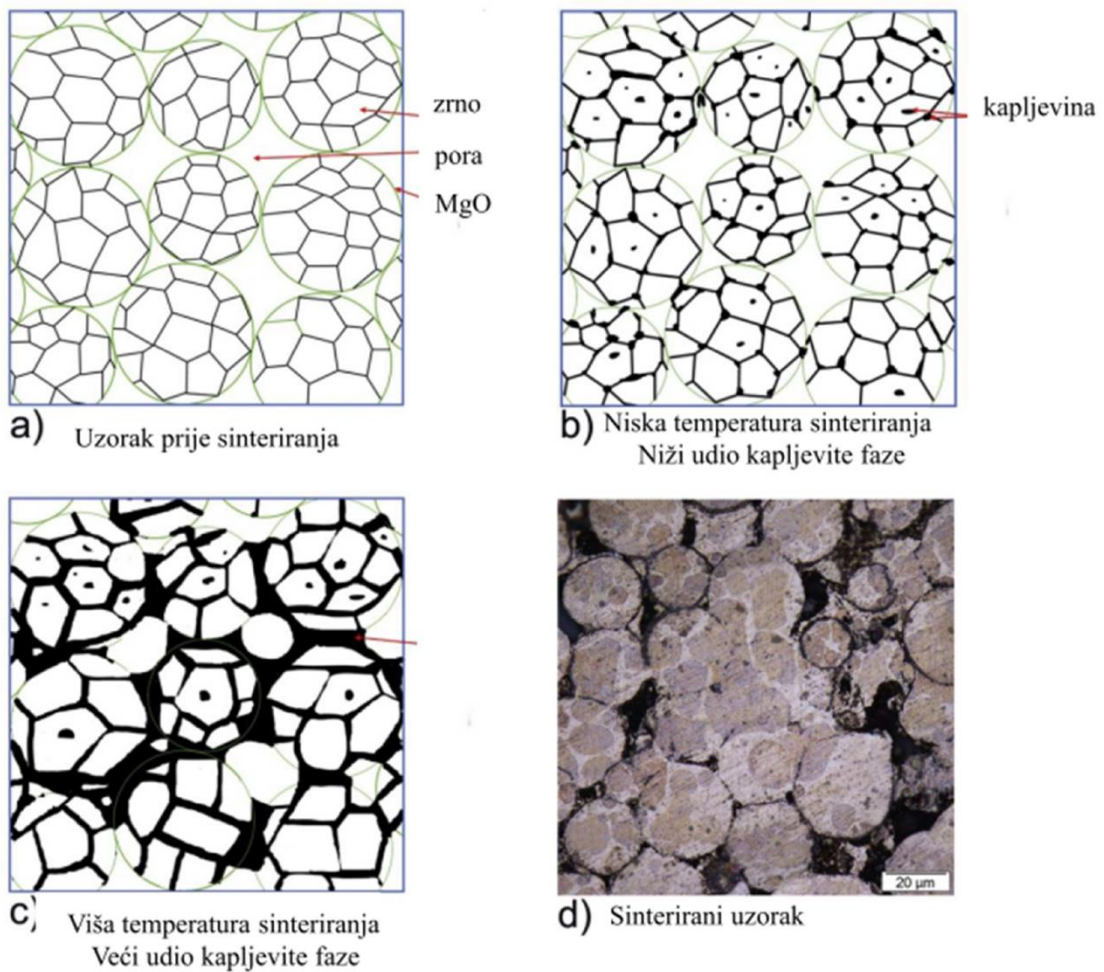 zrno
pora
MgO
kapljevina
a) Uzorak prije sinteriranja
b) Niska temperatura sinteriranja
Niži udio kapljevite faze
c) Viša temperatura sinteriranja
Veći udio kapljevite faze
20 µm
d) Sinterirani uzorak